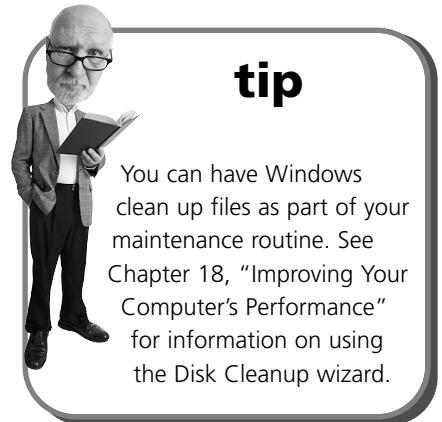 tip
You can have Windows
clean up files as part of your
maintenance routine. See
Chapter 18, “Improving Your
Computer’s Performance”
for information on using
the Disk Cleanup wizard.